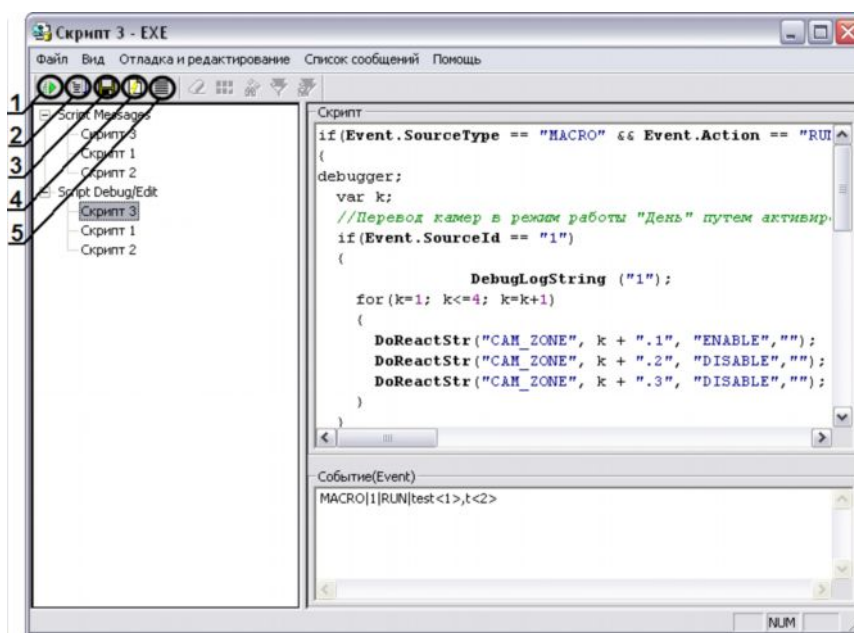 Скрипт 3 - EXE
Файл Вид Отладка и редактирование Список сообщений Помощь
1
2
3
4
5
Script Messages
Скрипт 3
Скрипт 1
Скрипт 2
Script Debug/Edit
Скрипт 3
Скрипт 1
Скрипт 2
Скрипт
if(Event.SourceType == "MACRO" && Event.Action == "RUN
{
debugger;
var k;
//Перевод камер в режим работы "День" путем активир
if(Event.SourceId == "1")
{
DebugLogString ("1");
for(k=1; k<=4; k=k+1)
{
DoReactStr("CAM_ZONE", k + ".1", "ENABLE","");
DoReactStr("CAM_ZONE", k + ".2", "DISABLE","");
DoReactStr("CAM_ZONE", k + ".3", "DISABLE","");
}
}
Событие(Event)
MACRO|1|RUN|test<1>,t<2>
NUM